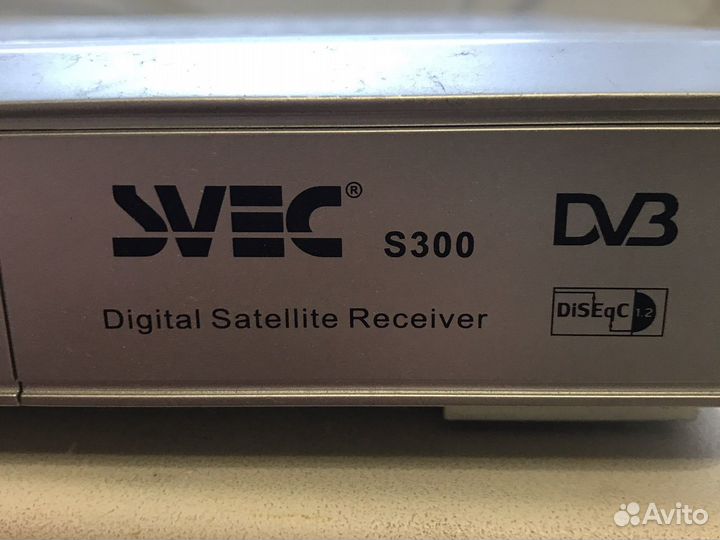 SVEC® S300 DVB
Digital Satellite Receiver DiSEqC 1.2
Avito